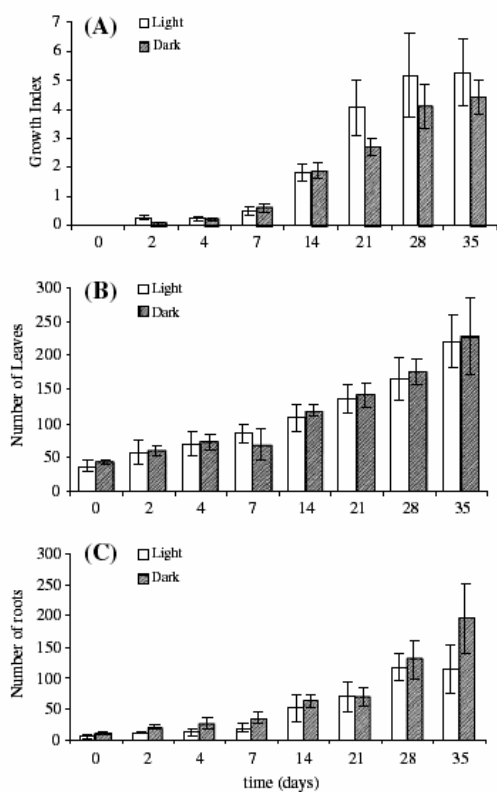 (A)
Light
Dark
Growth Index
7
6
5
4
3
2
1
0
0 2 4 7 14 21 28 35
(B)
Light
Dark
Number of Leaves
300
250
200
150
100
50
0
0 2 4 7 14 21 28 35
(C)
Light
Dark
Number of roots
300
250
200
150
100
50
0
0 2 4 7 14 21 28 35
time (days)